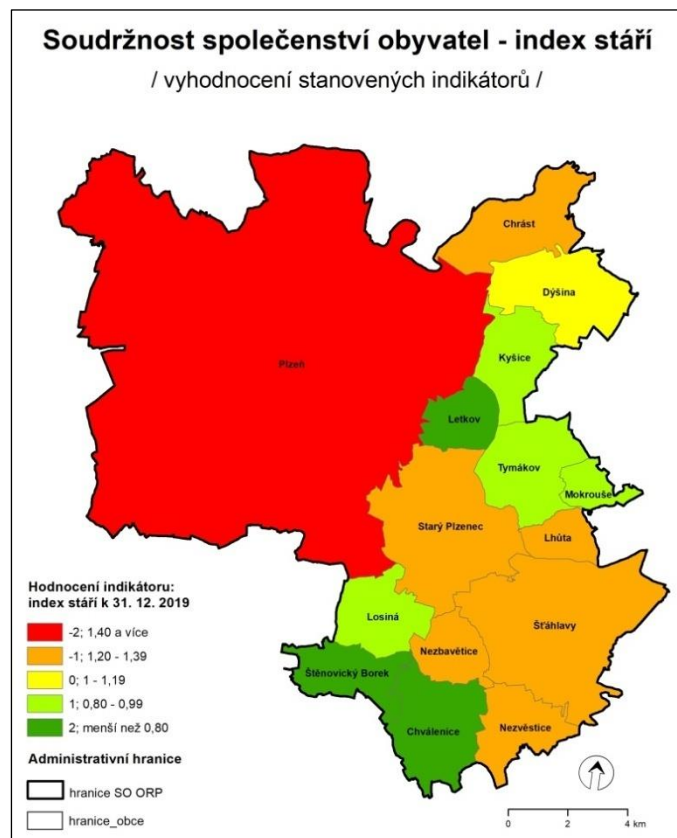 Soudržnost společenství obyvatel - index stáří
/ vyhodnocení stanovených indikátorů /
Chrást
Dýšina
Plzeň
Kyšice
Letkov
Tymákov
Mokrouše
Starý Plzenec
Lhůta
Losiná
Šťáhlavy
Nezbavětice
Štěnovický Borek
Chválenice
Nezvěstice
Hodnocení indikátoru:
index stáří k 31. 12. 2019
-2; 1,40 a více
-1; 1,20 - 1,39
0; 1 - 1,19
1; 0,80 - 0,99
2; menší než 0,80
Administrativní hranice
hranice SO ORP
hranice_obce
0 2 4 km